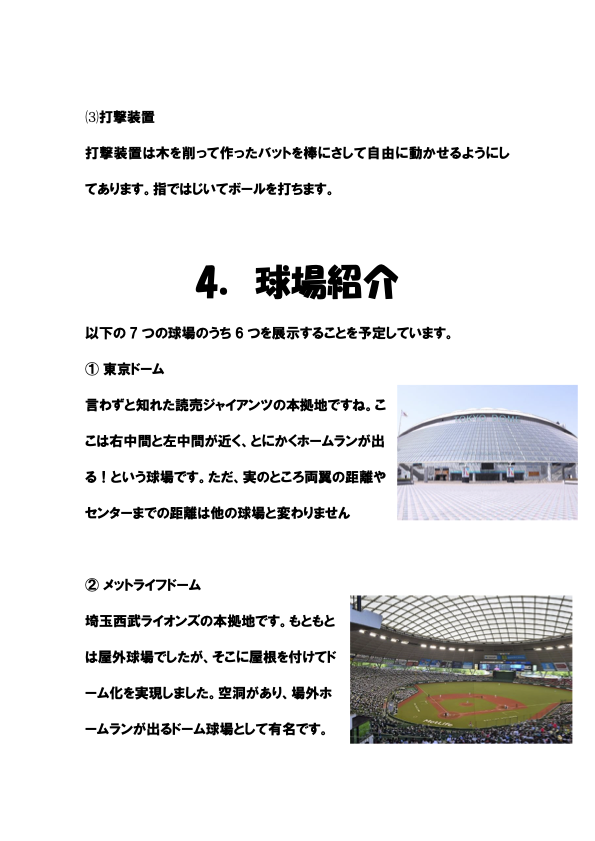 ⑶打撃装置
打撃装置は木を削って作ったバットを棒にさして自由に動かせるようにし
てあります。指ではじいてボールを打ちます。
4. 球場紹介
以下の 7 つの球場のうち 6 つを展示することを予定しています。
① 東京ドーム
言わずと知れた読売ジャイアンツの本拠地ですね。こ
こは右中間と左中間が近く、とにかくホームランが出
る！という球場です。ただ、実のところ両翼の距離や
センターまでの距離は他の球場と変わりません
TOKYO DOME
② メットライフドーム
埼玉西武ライオンズの本拠地です。もともと
は屋外球場でしたが、そこに屋根を付けてド
ーム化を実現しました。空洞があり、場外ホ
ームランが出るドーム球場として有名です。
MetLife